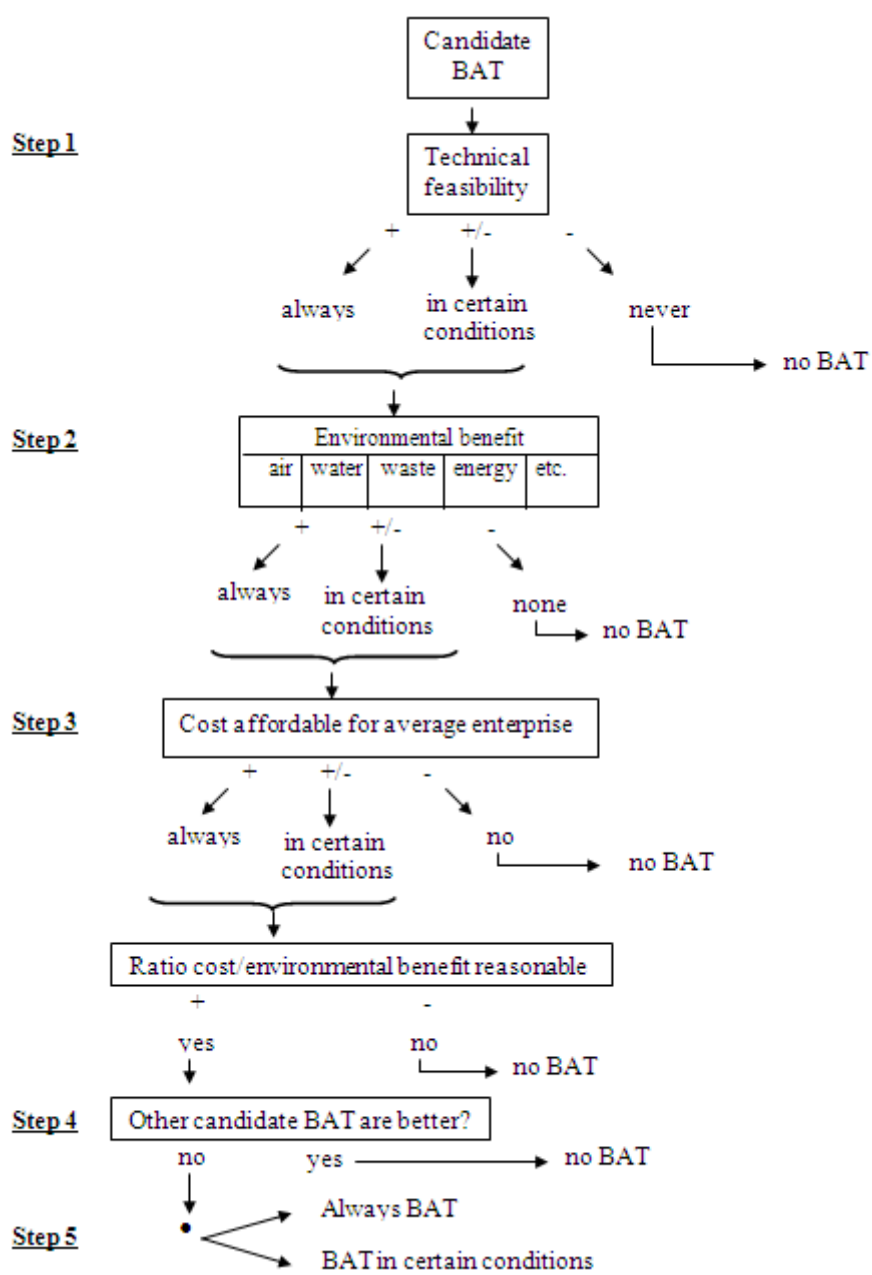 Candidate
BAT
Step 1
Technical
feasibility
+ +/- -
always in certain conditions never
no BAT
Step 2
Environmental benefit
air water waste energy etc.
+ +/- -
always in certain conditions none
no BAT
Step 3
Cost affordable for average enterprise
+ +/- -
always in certain conditions no
no BAT
Ratio cost/environmental benefit reasonable
+ -
yes no
no BAT
Step 4
Other candidate BAT are better?
no yes no BAT
Always BAT
Step 5
BAT in certain conditions